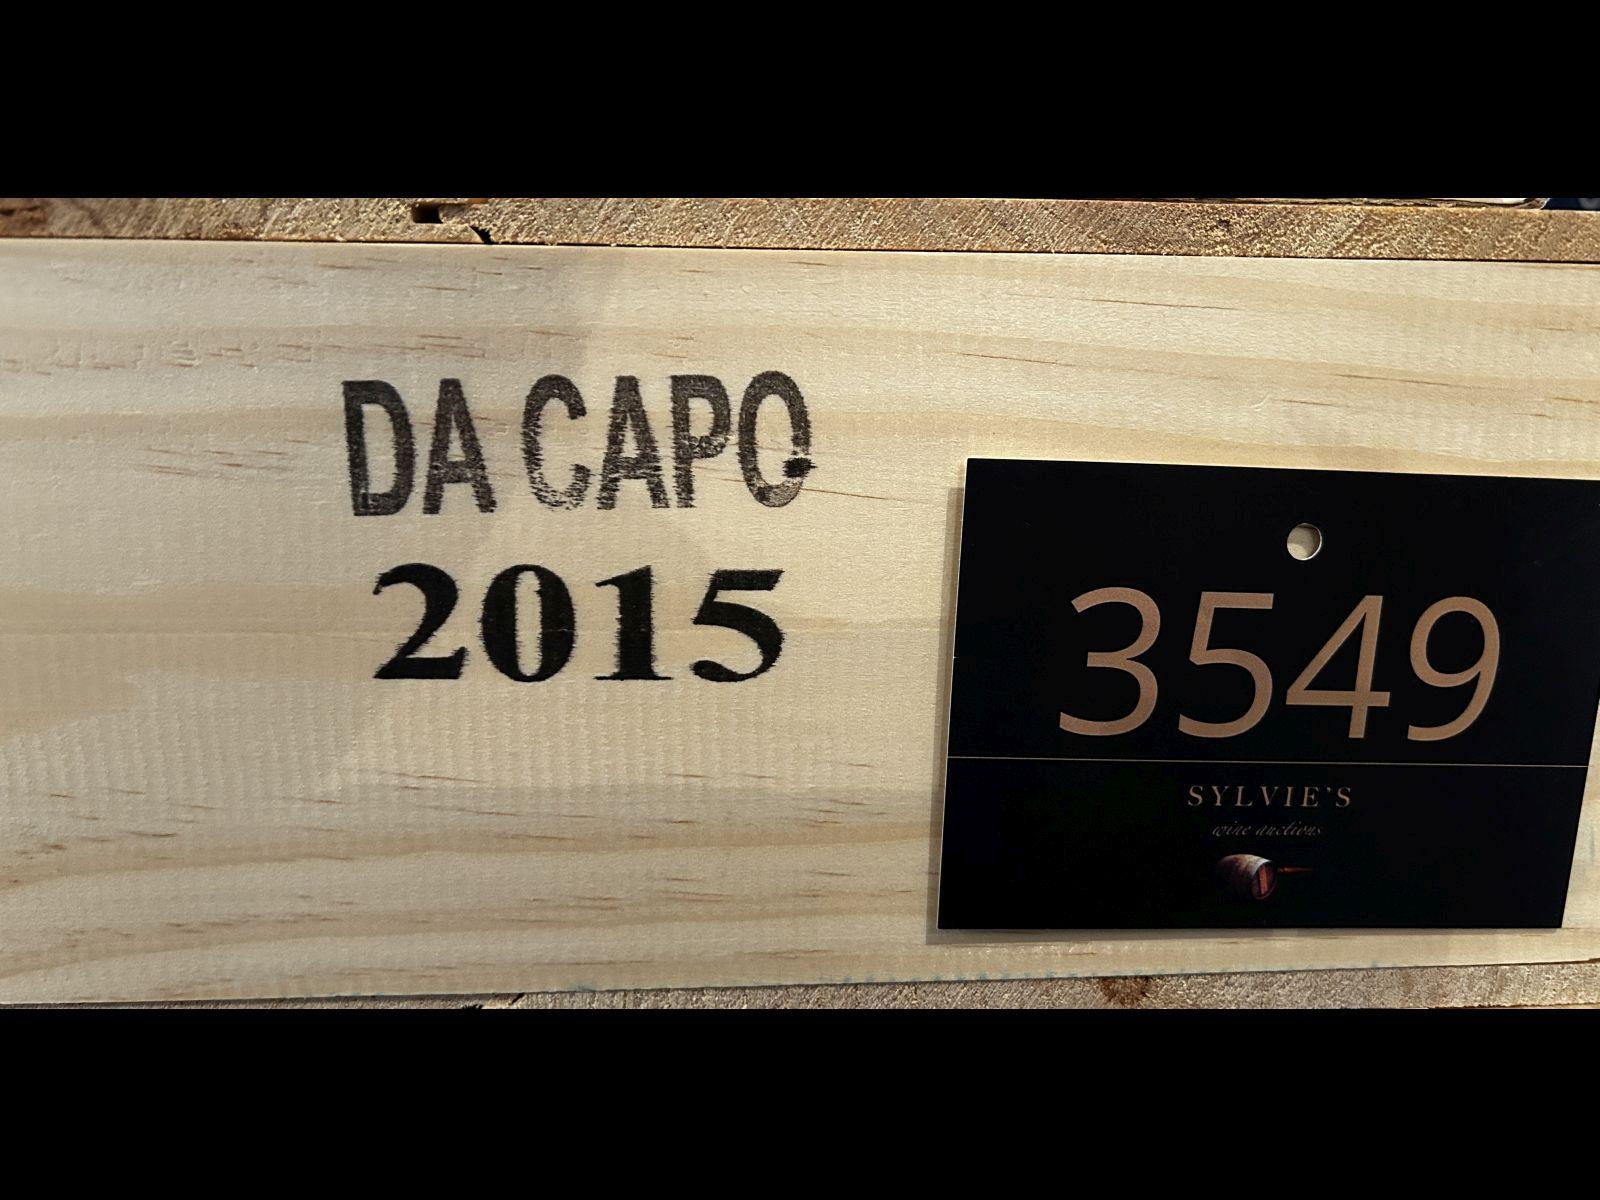 DA CAPO
2015
3549
SYLVIE'S
wine auctions